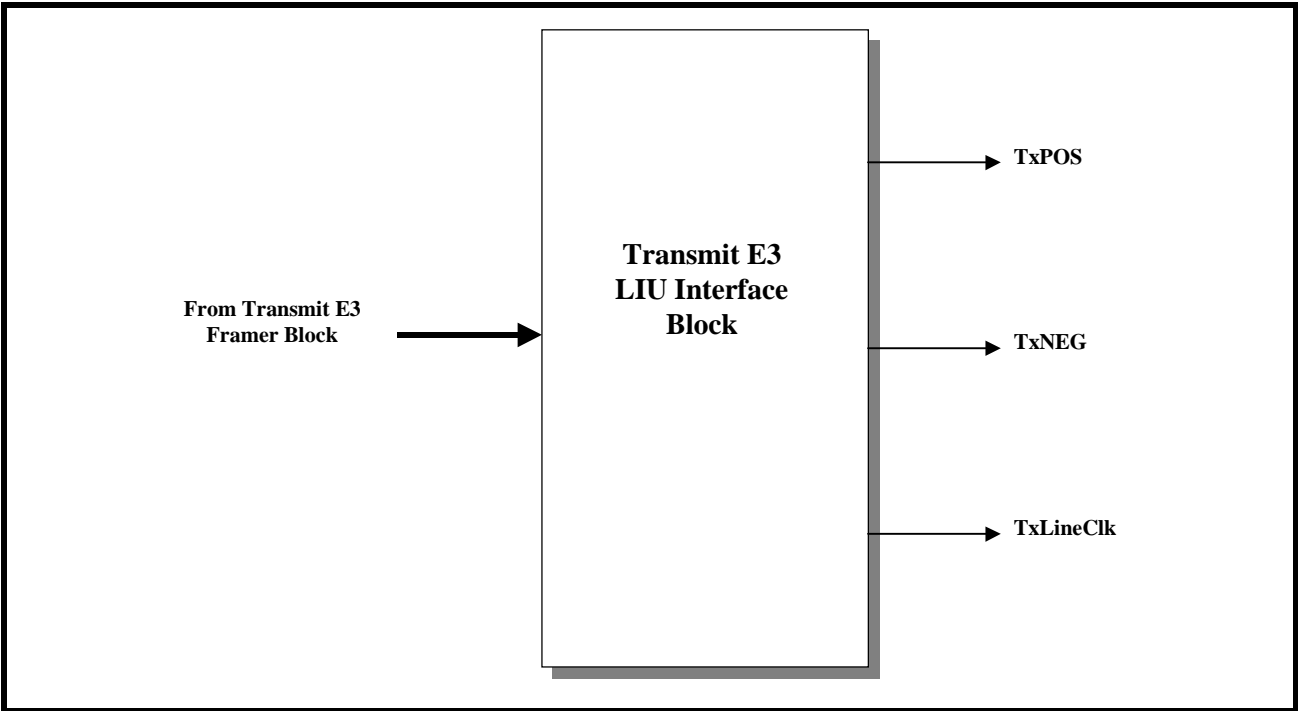 From Transmit E3
Framer Block
Transmit E3
LIU Interface
Block
TxPOS
TxNEG
TxLineClk